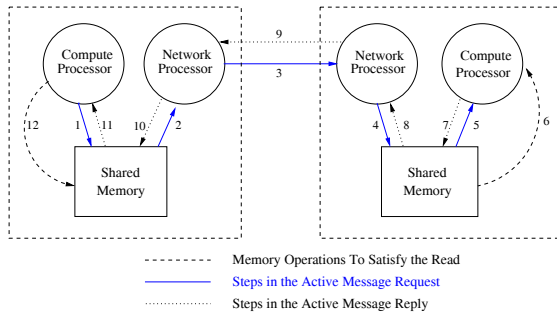 Compute
Processor
Network
Processor
9
3
Network
Processor
Compute
Processor
12
1
11
10
2
4
8
7
5
6
Shared
Memory
Shared
Memory
Memory Operations To Satisfy the Read
Steps in the Active Message Request
Steps in the Active Message Reply